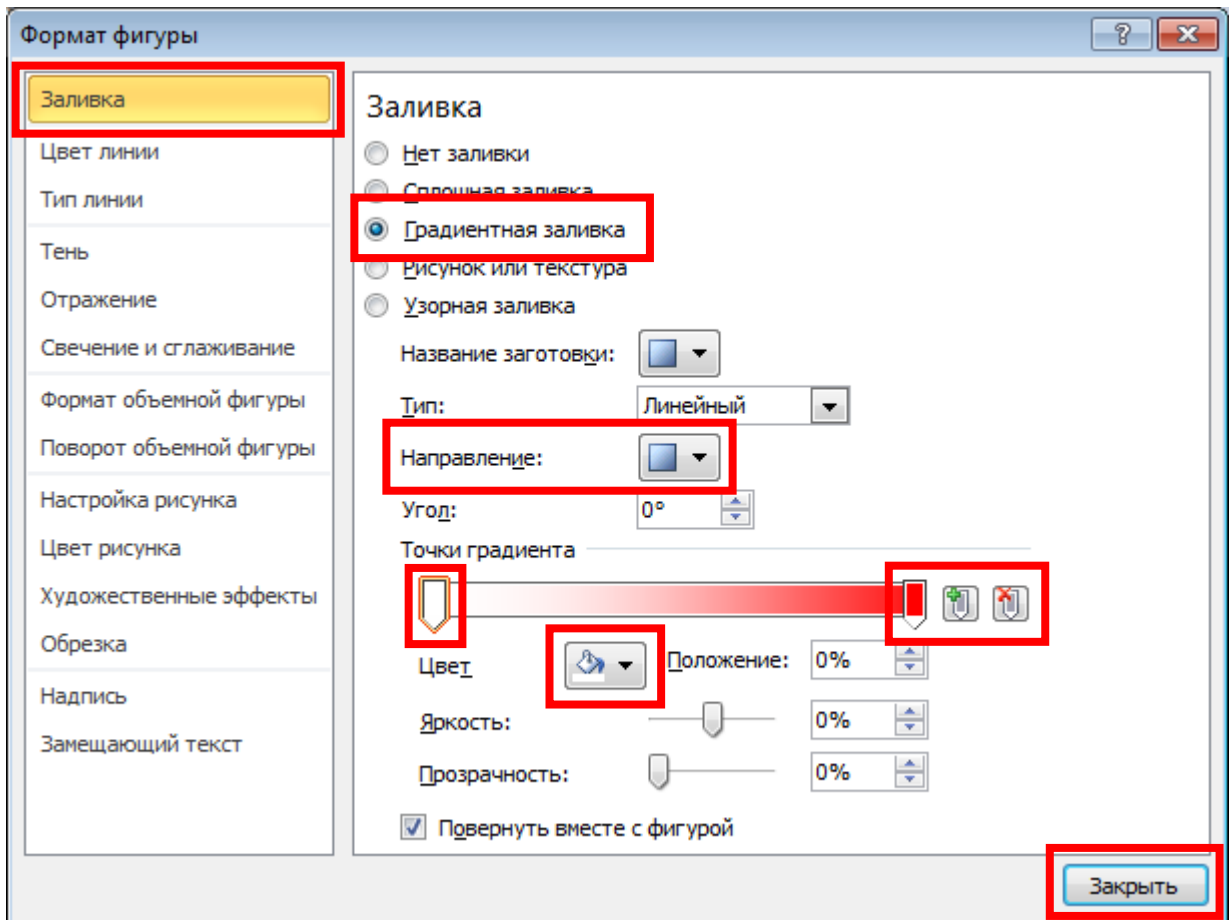 Формат фигуры
Заливка
Цвет линии
Тип линии
Тень
Отражение
Свечение и сглаживание
Формат объемной фигуры
Поворот объемной фигуры
Настройка рисунка
Цвет рисунка
Художественные эффекты
Обрезка
Надпись
Замещающий текст
Заливка
Нет заливки
Сплошная заливка
Градиентная заливка
Рисунок или текстура
Узорная заливка
Название заготовки:
Тип: Линейный
Направление:
Угол: 0°
Точки градиента
Цвет Положение: 0%
Яркость: 0%
Прозрачность: 0%
Повернуть вместе с фигурой
Закрыть